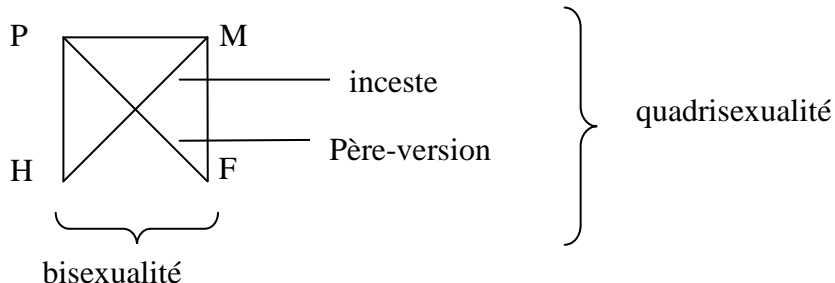 P M
inceste
quadrisexualité
Père-version
H F
bisexualité